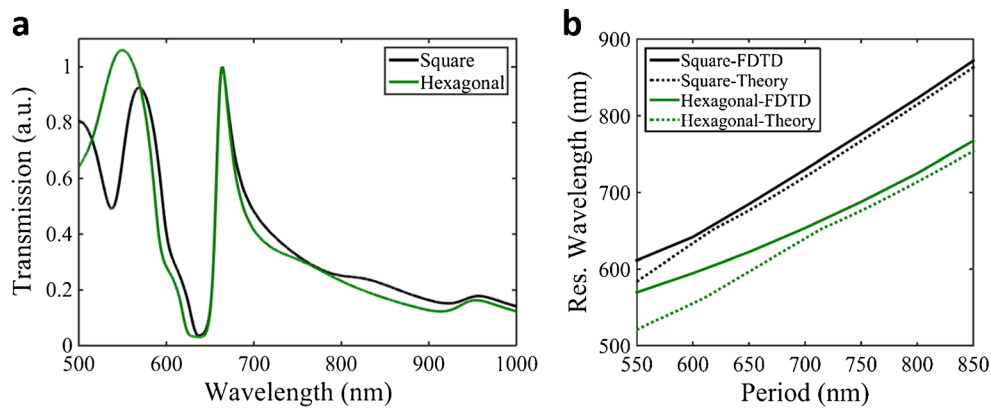 a
Transmission (a.u.)
1
0.8
0.6
0.4
0.2
0
500 600 700 800 900 1000
Wavelength (nm)
Square
Hexagonal
b
Res. Wavelength (nm)
900
800
700
600
500
550 600 650 700 750 800 850
Period (nm)
Square-FDTD
Square-Theory
Hexagonal-FDTD
Hexagonal-Theory